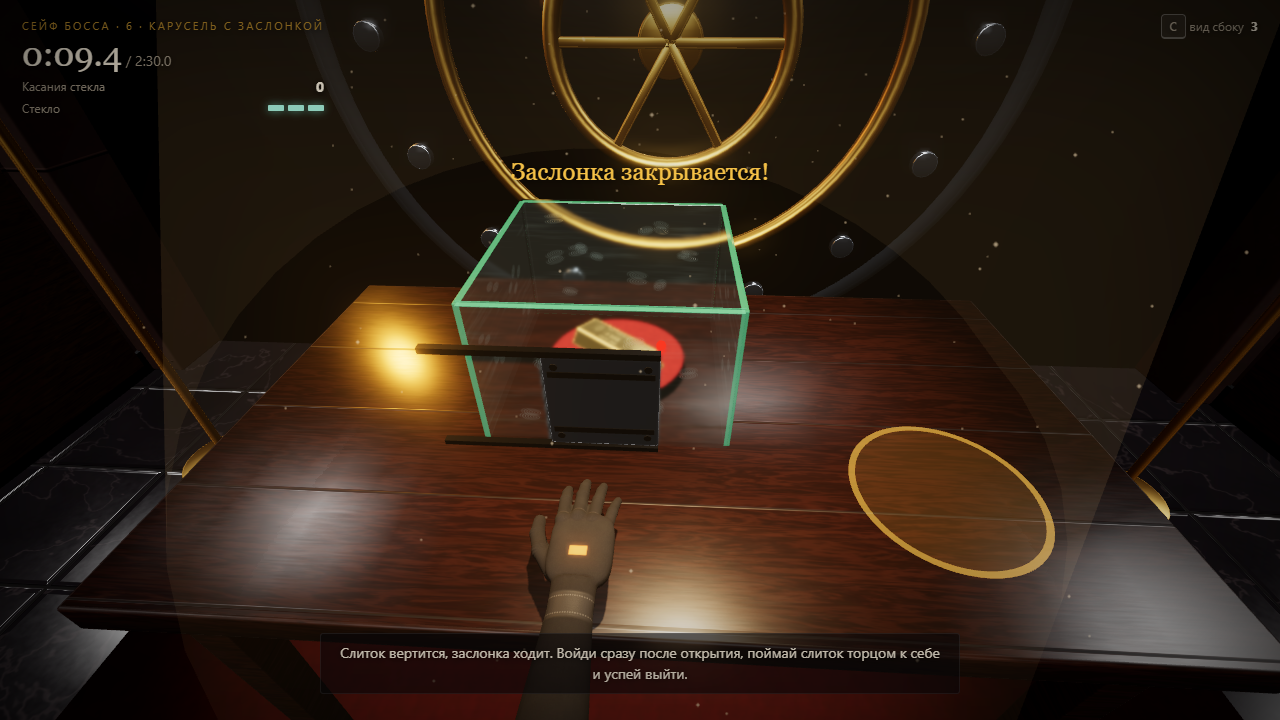 СЕЙФ БОССА · 6 · КАРУСЕЛЬ С ЗАСЛОНКОЙ
0:09.4 / 2:30.0
Касания стекла 0
Стекло
C вид сбоку 3
Заслонка закрывается!
Слиток вертится, заслонка ходит. Войди сразу после открытия, поймай слиток торцом к себе
и успей выйти.